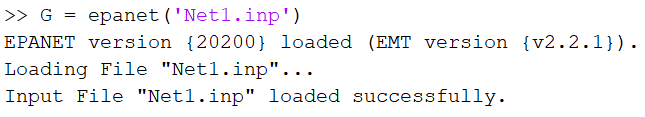 >> G = epanet('Net1.inp')
EPANET version {20200} loaded (EMT version {v2.2.1}).
Loading File "Net1.inp"...
Input File "Net1.inp" loaded successfully.